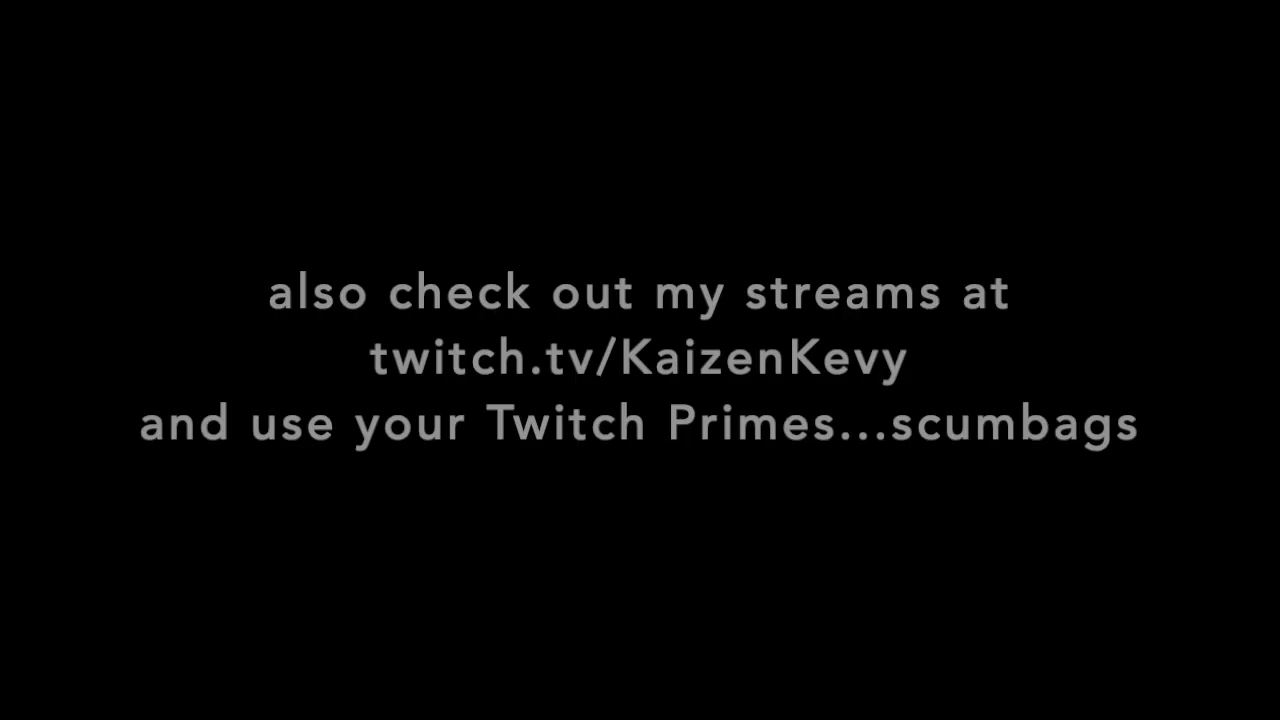 also check out my streams at
twitch.tv/KaizenKevy
and use your Twitch Primes...scumbags